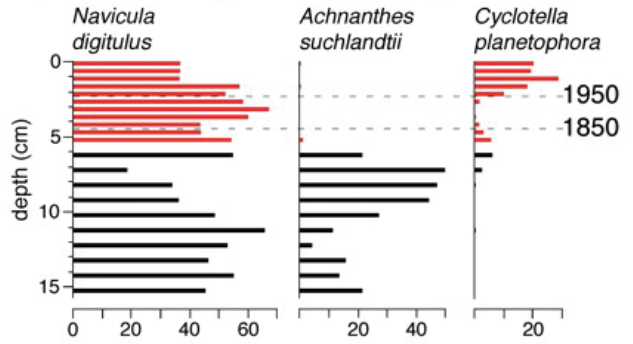 Navicula
digitulus
Achnanthes
suchlandtii
Cyclotella
planetophora
0
1950
1850
5
depth (cm)
10
15
0 20 40 60
20 40
20